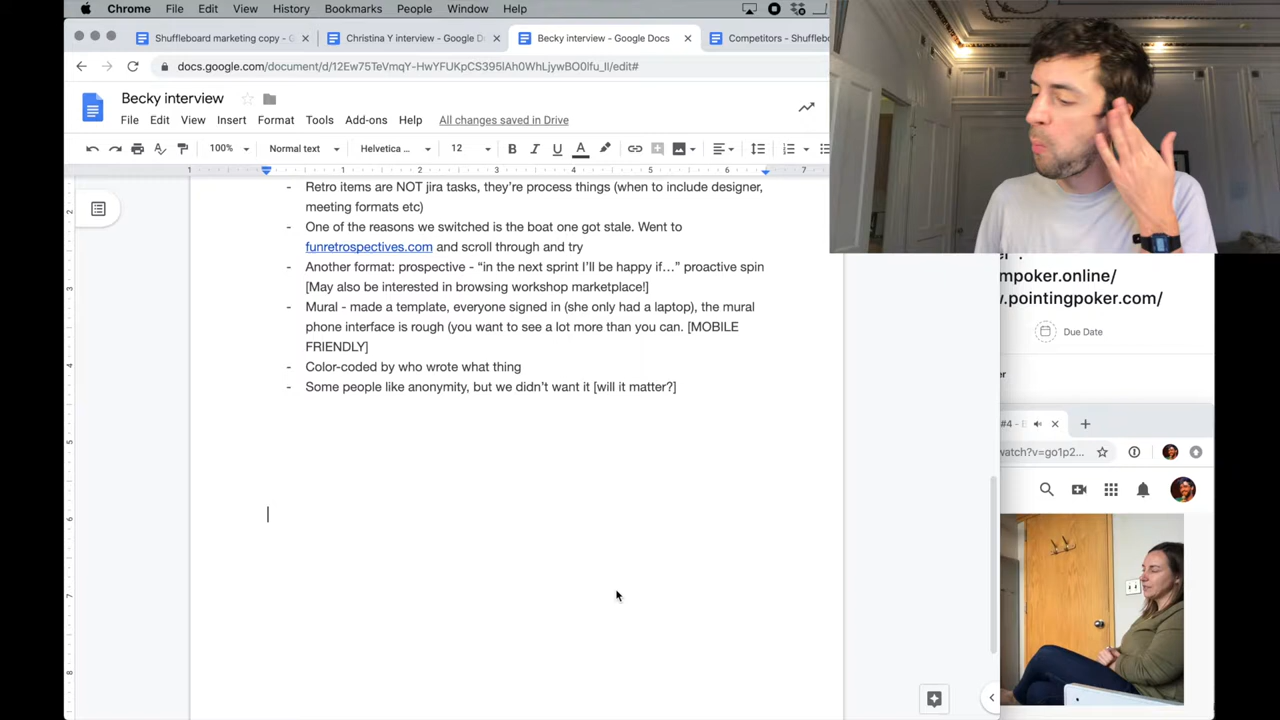 Chrome File Edit View History Bookmarks People Window Help
Shuffleboard marketing copy - G
Christina Y interview - Google D
Becky interview - Google Docs
Competitors - Shuffleb
docs.google.com/document/d/12Ew75TeVmqY-HwYFUKpCS395lAh0WhLjywBO0lfu_lI/edit#
Becky interview
File Edit View Insert Format Tools Add-ons Help All changes saved in Drive
100% Normal text Helvetica ... 12 B I U A
- Retro items are NOT jira tasks, they're process things (when to include designer,
meeting formats etc)
- One of the reasons we switched is the boat one got stale. Went to
funretrospectives.com and scroll through and try
- Another format: prospective - “in the next sprint I'll be happy if…” proactive spin
[May also be interested in browsing workshop marketplace!]
- Mural - made a template, everyone signed in (she only had a laptop), the mural
phone interface is rough (you want to see a lot more than you can. [MOBILE
FRIENDLY]
- Color-coded by who wrote what thing
- Some people like anonymity, but we didn't want it [will it matter?]
mpoker.online/
.pointingpoker.com/
Due Date
er
#4 - E
watch?v=go1p2...